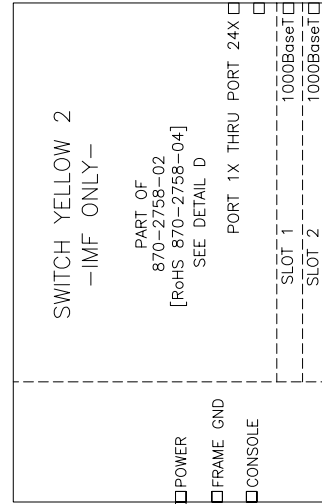 SWITCH YELLOW 2
-IMF ONLY-
PART OF
870-2758-02
[RoHS 870-2758-04]
SEE DETAIL D
PORT 1X THRU PORT 24X
SLOT 1 1000BaseT
SLOT 2 1000BaseT
POWER
FRAME GND
CONSOLE